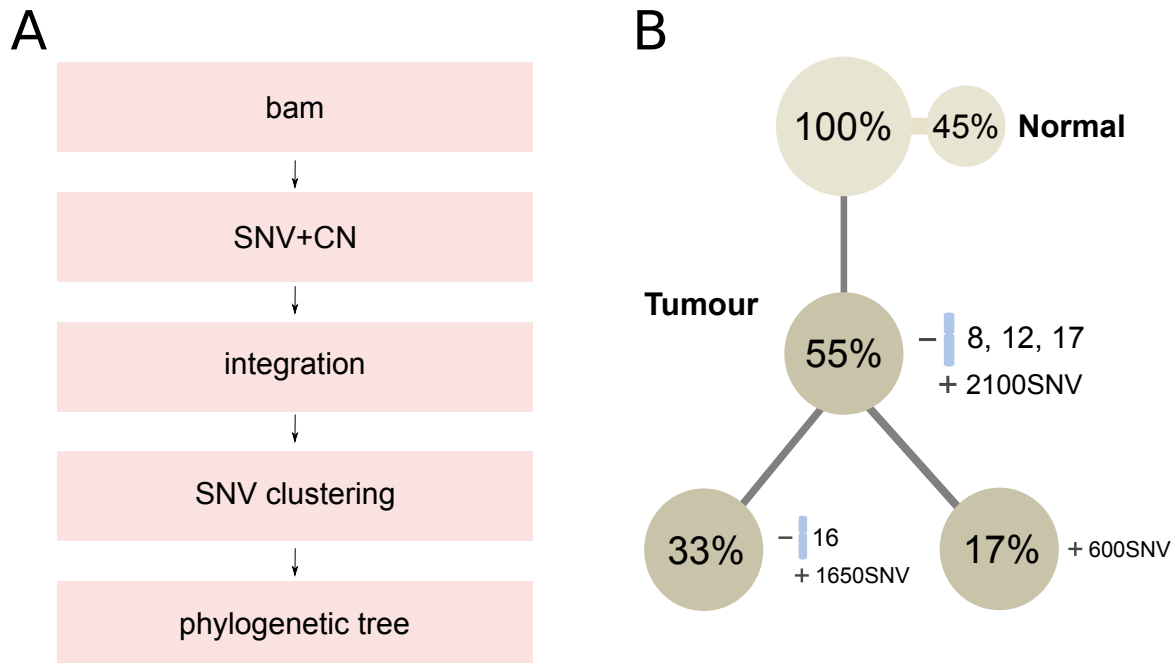 A
bam
SNV+CN
integration
SNV clustering
phylogenetic tree
B
100%
45%
Normal
Tumour
55%
− 8, 12, 17
+ 2100SNV
33%
− 16
+ 1650SNV
17%
+ 600SNV